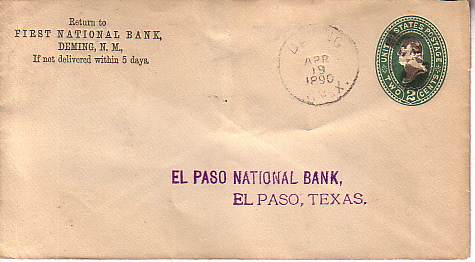 Return to
FIRST NATIONAL BANK,
DEMING, N. M.,
If not delivered within 5 days.
APR
19
1890
UNITED STATES POSTAGE
TWO 2 CENTS
EL PASO NATIONAL BANK,
EL PASO, TEXAS.